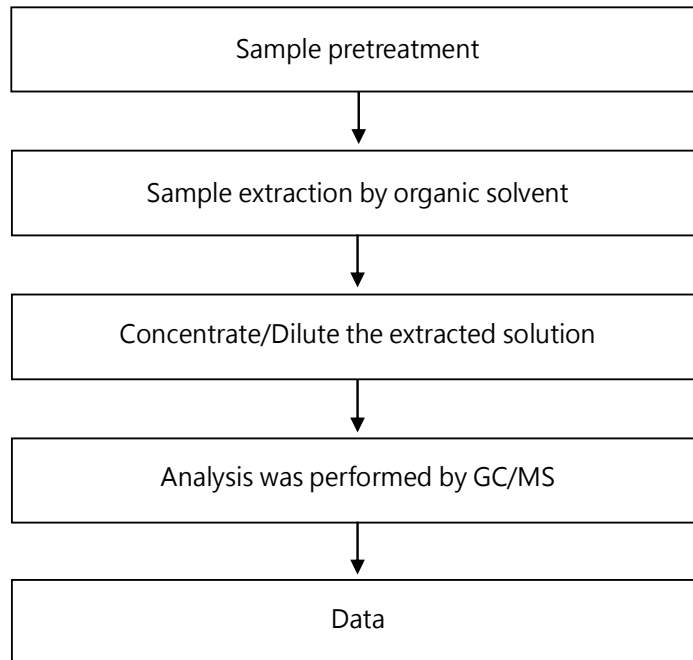 Sample pretreatment
Sample extraction by organic solvent
Concentrate/Dilute the extracted solution
Analysis was performed by GC/MS
Data